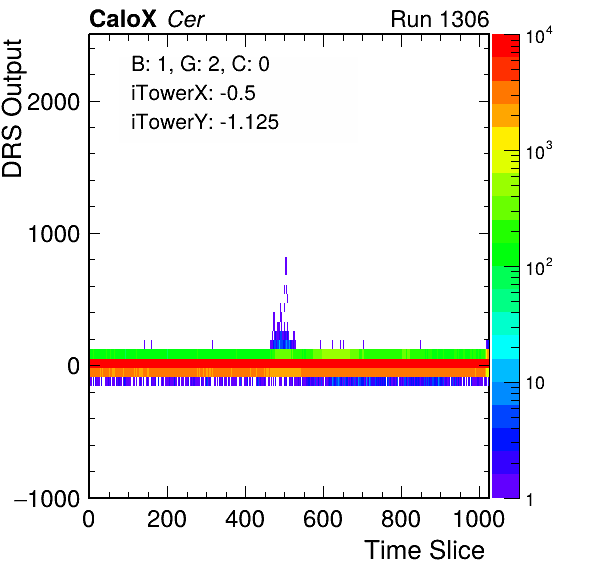 CaloX Cer Run 1306
B: 1, G: 2, C: 0
iTowerX: -0.5
iTowerY: -1.125
DRS Output
2000
1000
0
−1000
0 200 400 600 800 1000
Time Slice
10^4
10^3
10^2
10
1